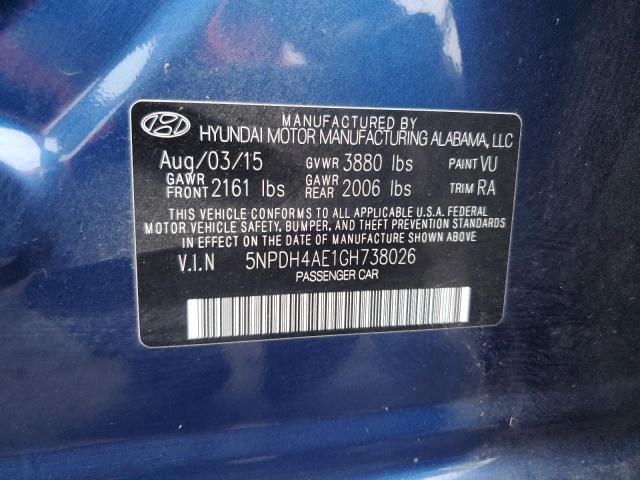 MANUFACTURED BY
HYUNDAI MOTOR MANUFACTURING ALABAMA, LLC
Aug/03/15 GVWR 3880 lbs PAINT VU
GAWR FRONT 2161 lbs GAWR REAR 2006 lbs TRIM RA
THIS VEHICLE CONFORMS TO ALL APPLICABLE U.S.A. FEDERAL
MOTOR VEHICLE SAFETY, BUMPER, AND THEFT PREVENTION STANDARDS
IN EFFECT ON THE DATE OF MANUFACTURE SHOWN ABOVE.
V.I.N 5NPDH4AE1GH738026
PASSENGER CAR